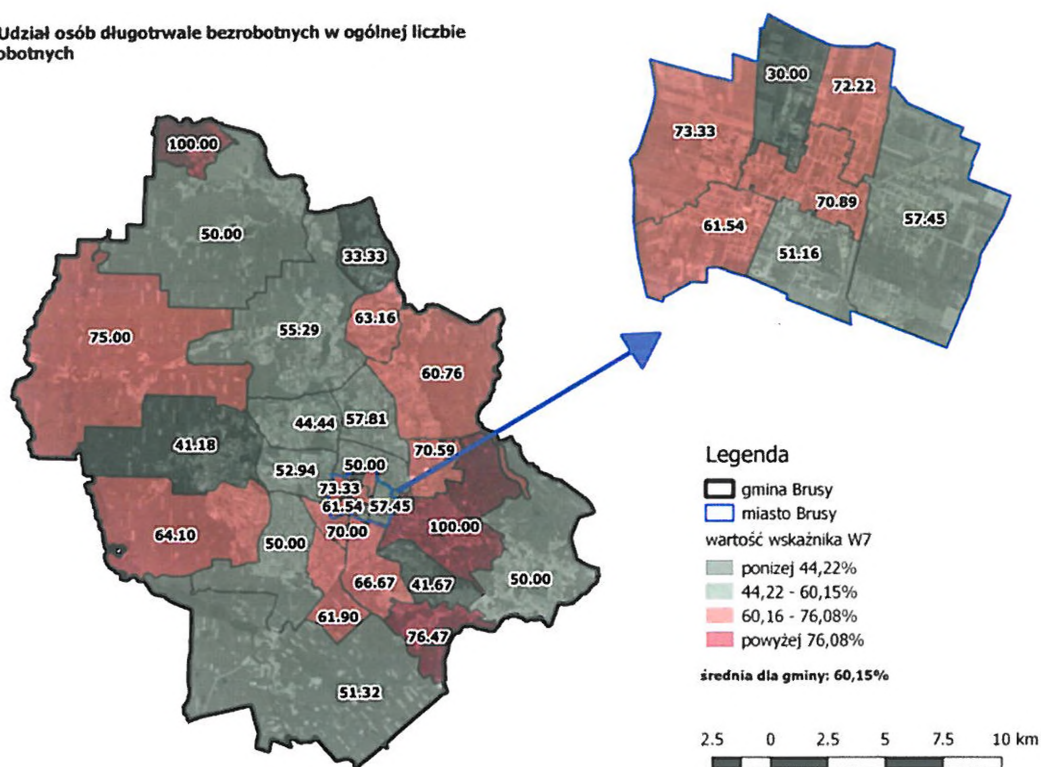 Udział osób długotrwale bezrobotnych w ogólnej liczbie
obotnych
30.00
72.22
73.33
70.89
61.54
57.45
51.16
100.00
50.00
33.33
63.16
75.00
55.29
60.76
44.44
57.81
41.18
70.59
52.94
50.00
73.33
61.54
57.45
64.10
50.00
70.00
100.00
66.67
41.67
50.00
61.90
76.47
51.32
Legenda
gmina Brusy
miasto Brusy
wartość wskaźnika W7
poniżej 44,22%
44,22 - 60,15%
60,16 - 76,08%
powyżej 76,08%
średnia dla gminy: 60,15%
2.5 0 2.5 5 7.5 10 km